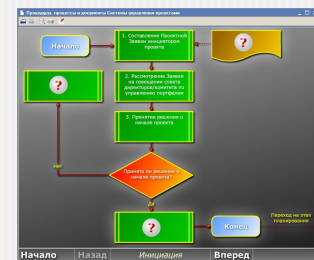 Процедуры, процессы и документы Системы управления проектами
Начало
1. Составление Проектной
Заявки инициатором
проекта
?
?
2. Рассмотрение Заявки
на совещании совета
директоров/комитета по
управлению портфелем
3. Принятие решения о
начале проекта
Нет
Принято ли решение о
начале проекта?
Да
?
Конец
Переход на этап
планирования
Начало
Назад
Инициация
Вперед